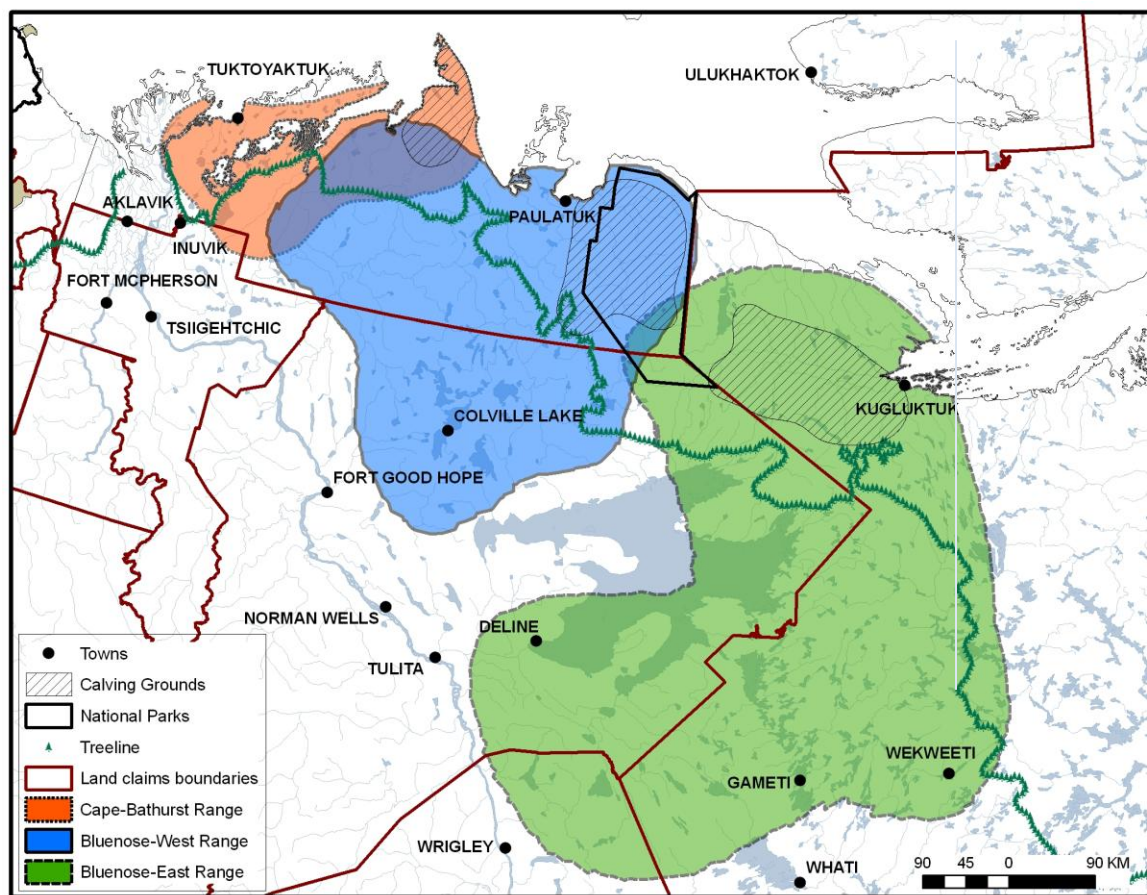 TUKTOYAKTUK
ULUKHAKTOK
AKLAVIK
PAULATUK
INUVIK
FORT MCPHERSON
TSIIGEHTCHIC
KUGLUKTUK
COLVILLE LAKE
FORT GOOD HOPE
NORMAN WELLS
DELINE
TULITA
WEKWEETI
GAMETI
WRIGLEY
WHATI
Towns
Calving Grounds
National Parks
Treeline
Land claims boundaries
Cape-Bathurst Range
Bluenose-West Range
Bluenose-East Range
90 45 0 90 KM